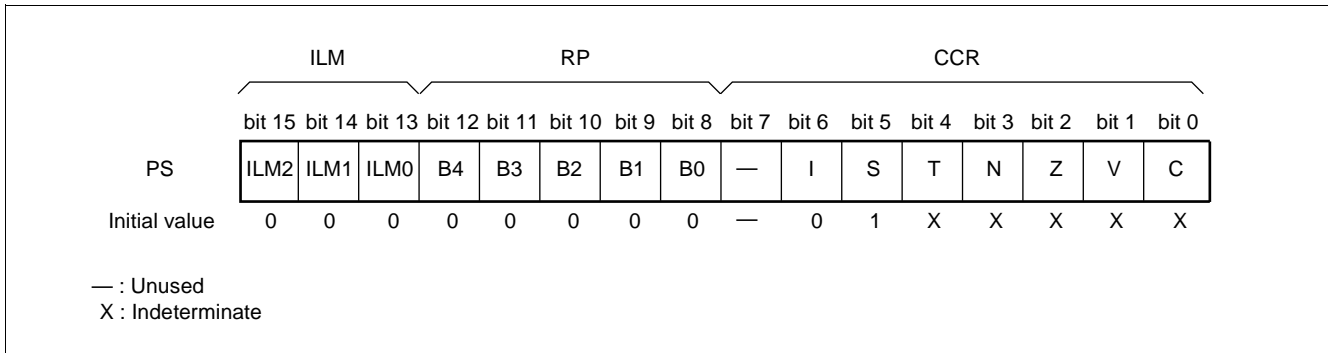 ILM RP CCR
bit 15 bit 14 bit 13 bit 12 bit 11 bit 10 bit 9 bit 8 bit 7 bit 6 bit 5 bit 4 bit 3 bit 2 bit 1 bit 0
PS ILM2 ILM1 ILM0 B4 B3 B2 B1 B0 — I S T N Z V C
Initial value 0 0 0 0 0 0 0 0 — 0 1 X X X X X
— : Unused
X : Indeterminate